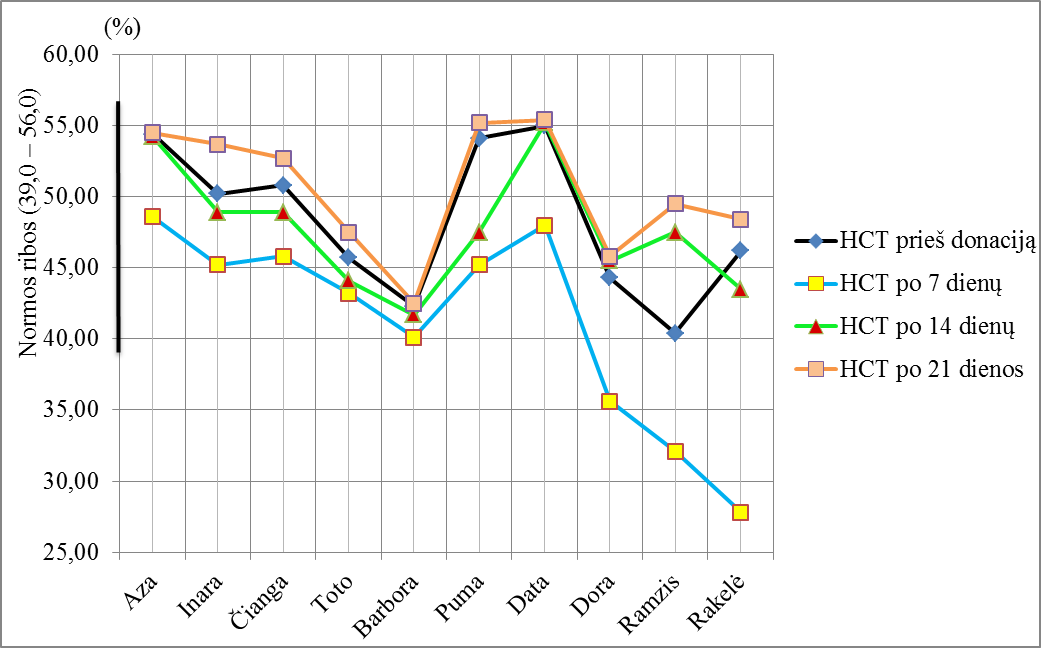 (%)
Normos ribos (39,0 – 56,0)
60,00
55,00
50,00
45,00
40,00
35,00
30,00
25,00
Aza
Inara
Čianga
Toto
Barbora
Puma
Data
Dora
Ramzis
Rakelė
HCT prieš donaciją
HCT po 7 dienų
HCT po 14 dienų
HCT po 21 dienos